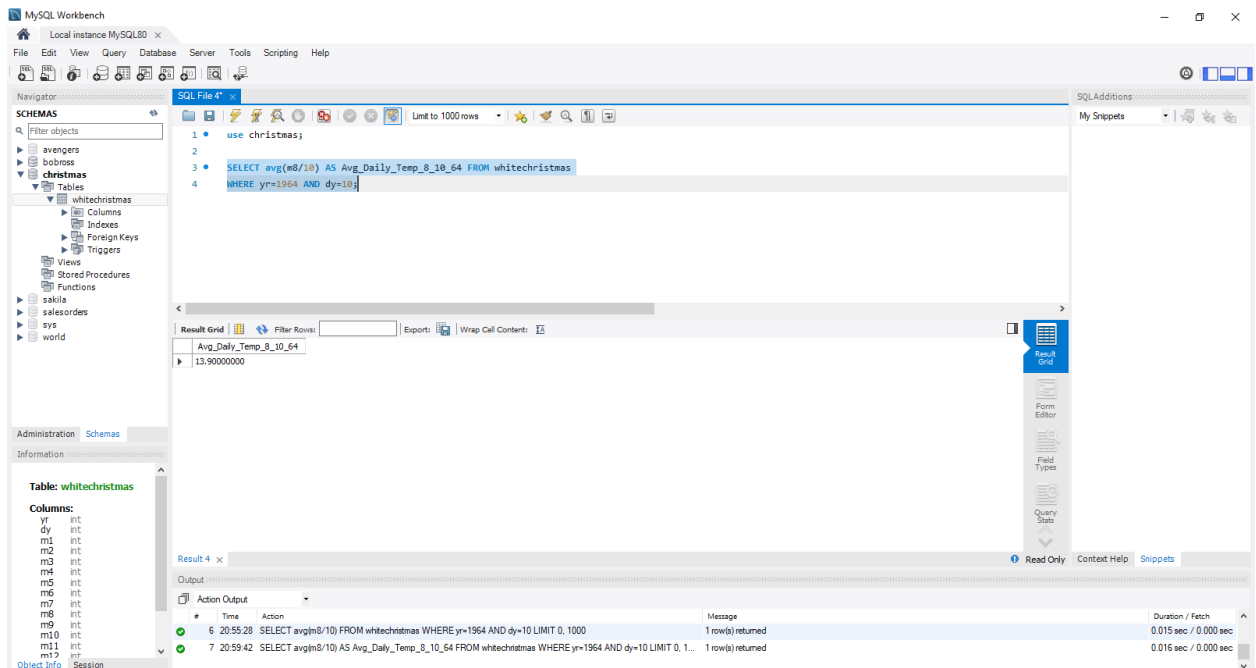 MySQL Workbench
Local instance MySQL80 ×
File Edit View Query Database Server Tools Scripting Help
Navigator
SCHEMAS
Filter objects
avengers
bobross
christmas
Tables
whitechristmas
Columns
Indexes
Foreign Keys
Triggers
Views
Stored Procedures
Functions
sakila
salesorders
sys
world
Administration Schemas
Information
Table: whitechristmas
Columns:
yr int
dy int
m1 int
m2 int
m3 int
m4 int
m5 int
m6 int
m7 int
m8 int
m9 int
m10 int
m11 int
m12 int
Object Info Session
SQL File 4* ×
Limit to 1000 rows
1 use christmas;
2
3 SELECT avg(m8/10) AS Avg_Daily_Temp_8_10_64 FROM whitechristmas
4 WHERE yr=1964 AND dy=10;
Result Grid Filter Rows: Export: Wrap Cell Content:
Avg_Daily_Temp_8_10_64
13.90000000
Result Grid
Form Editor
Field Types
Query Stats
Result 4 ×
Read Only
Output
Action Output
# Time Action Message Duration / Fetch
6 20:55:28 SELECT avg(m8/10) FROM whitechristmas WHERE yr=1964 AND dy=10 LIMIT 0, 1000 1 row(s) returned 0.015 sec / 0.000 sec
7 20:59:42 SELECT avg(m8/10) AS Avg_Daily_Temp_8_10_64 FROM whitechristmas WHERE yr=1964 AND dy=10 LIMIT 0, 1... 1 row(s) returned 0.016 sec / 0.000 sec
SQLAdditions
My Snippets
Context Help Snippets